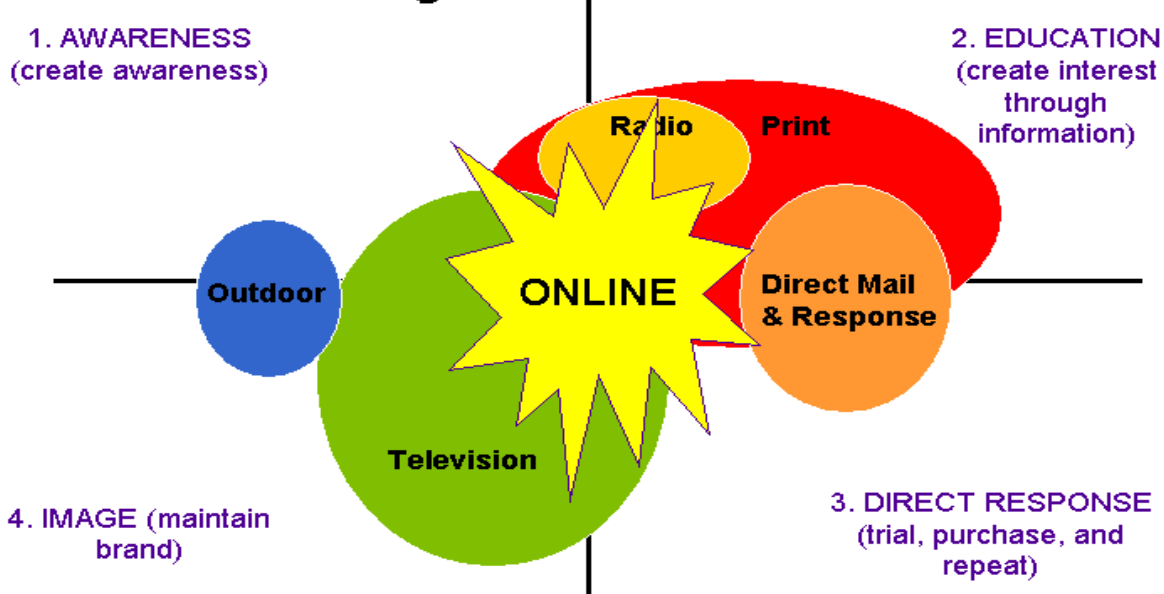 1. AWARENESS
(create awareness)
2. EDUCATION
(create interest
through
information)
Radio
Print
Outdoor
ONLINE
Direct Mail
& Response
Television
4. IMAGE (maintain
brand)
3. DIRECT RESPONSE
(trial, purchase, and
repeat)